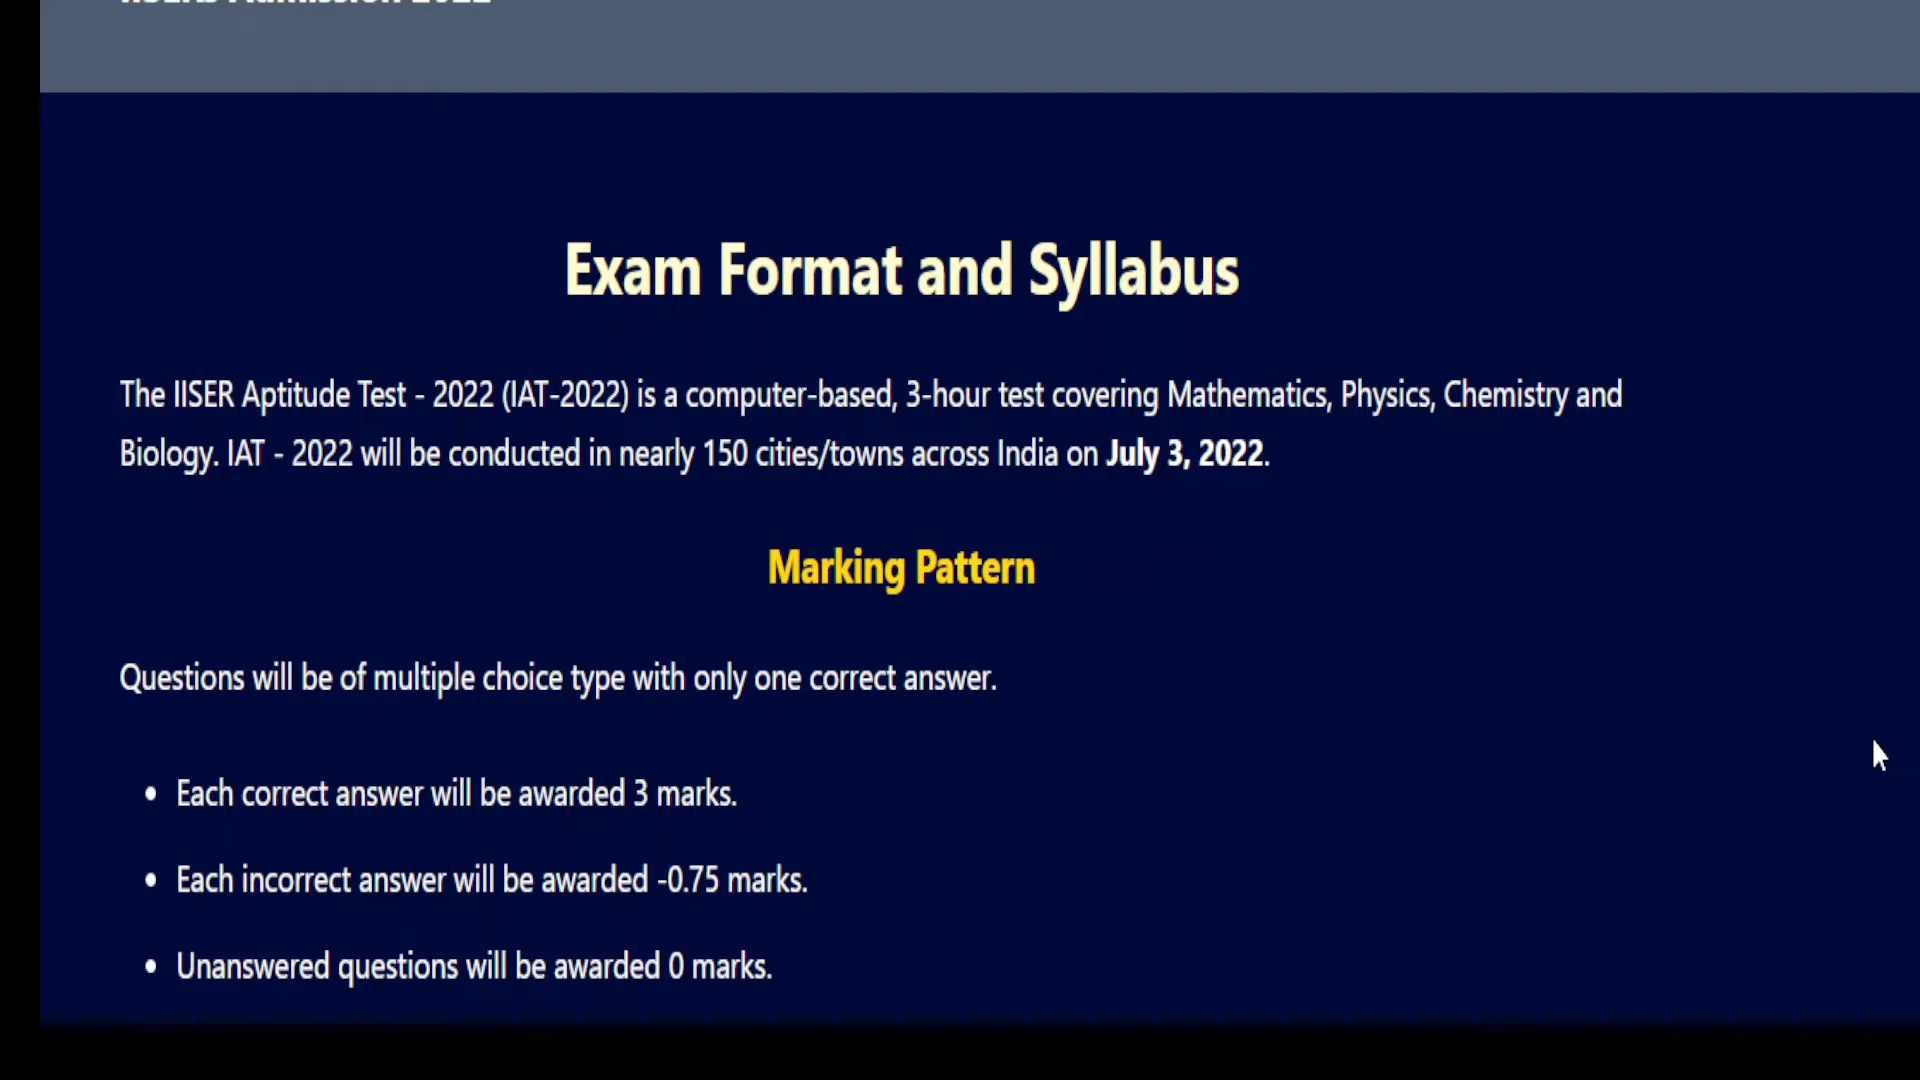 IISERs Admission 2022
Exam Format and Syllabus
The IISER Aptitude Test - 2022 (IAT-2022) is a computer-based, 3-hour test covering Mathematics, Physics, Chemistry and
Biology. IAT - 2022 will be conducted in nearly 150 cities/towns across India on July 3, 2022.
Marking Pattern
Questions will be of multiple choice type with only one correct answer.
• Each correct answer will be awarded 3 marks.
• Each incorrect answer will be awarded -0.75 marks.
• Unanswered questions will be awarded 0 marks.